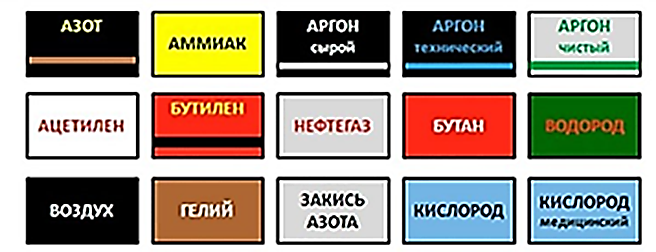 АЗОТ
АММИАК
АРГОН
сырой
АРГОН
технический
АРГОН
чистый
АЦЕТИЛЕН
БУТИЛЕН
НЕФТЕГАЗ
БУТАН
ВОДОРОД
ВОЗДУХ
ГЕЛИЙ
ЗАКИСЬ
АЗОТА
КИСЛОРОД
КИСЛОРОД
медицинский